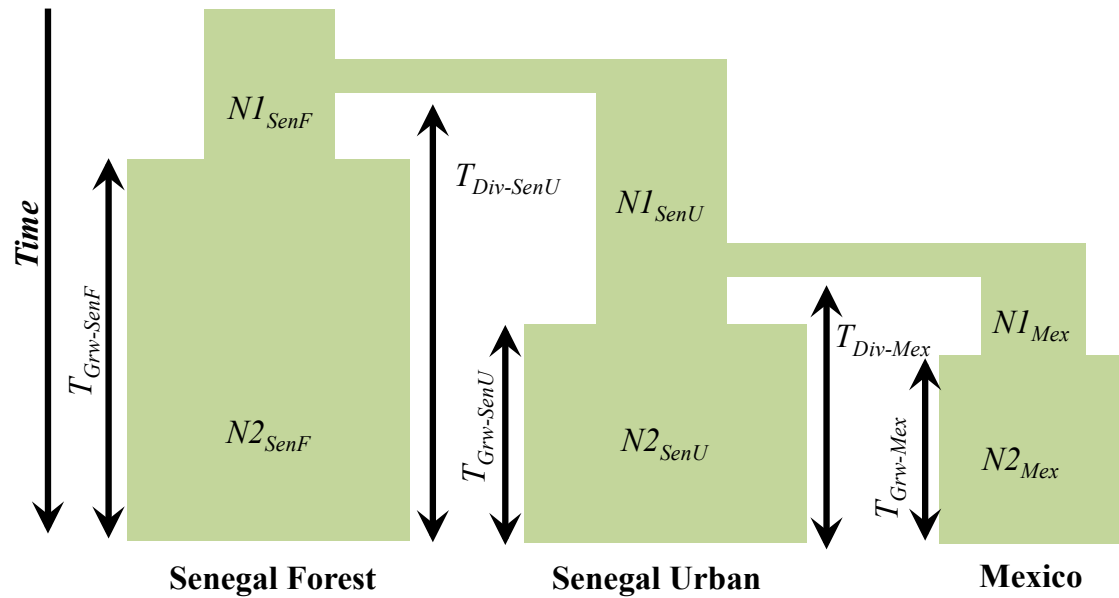 Time
N1SenF
TDiv-SenU
N1SenU
TGrw-SenF
N1Mex
TDiv-Mex
TGrw-SenU
N2SenF
N2SenU
TGrw-Mex
N2Mex
Senegal Forest
Senegal Urban
Mexico